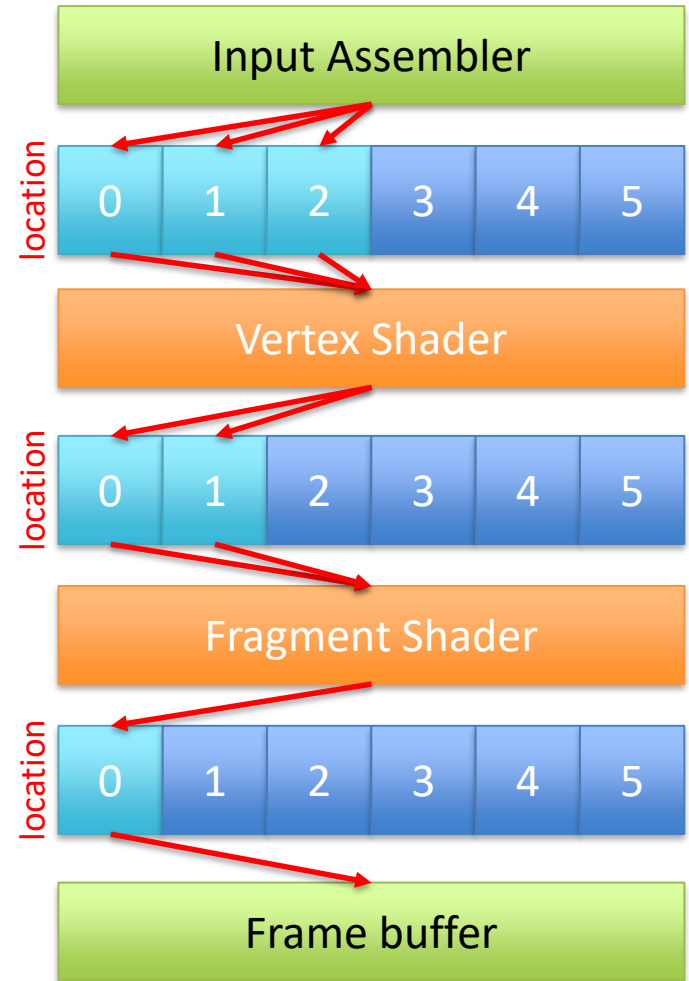 Input Assembler
location
0 1 2 3 4 5
Vertex Shader
location
0 1 2 3 4 5
Fragment Shader
location
0 1 2 3 4 5
Frame buffer